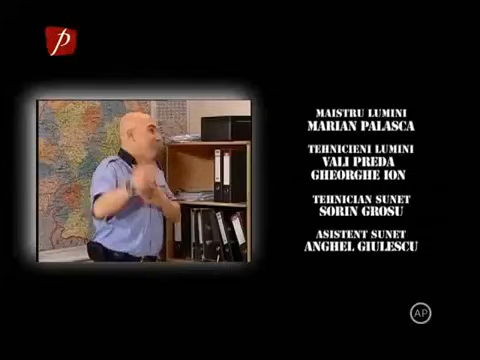 p
MAISTRU LUMINI
MARIAN PALASCA
TEHNICIENI LUMINI
VALI PREDA
GHEORGHE ION
TEHNICIAN SUNET
SORIN GROSU
ASISTENT SUNET
ANGHEL GIULESCU
AP